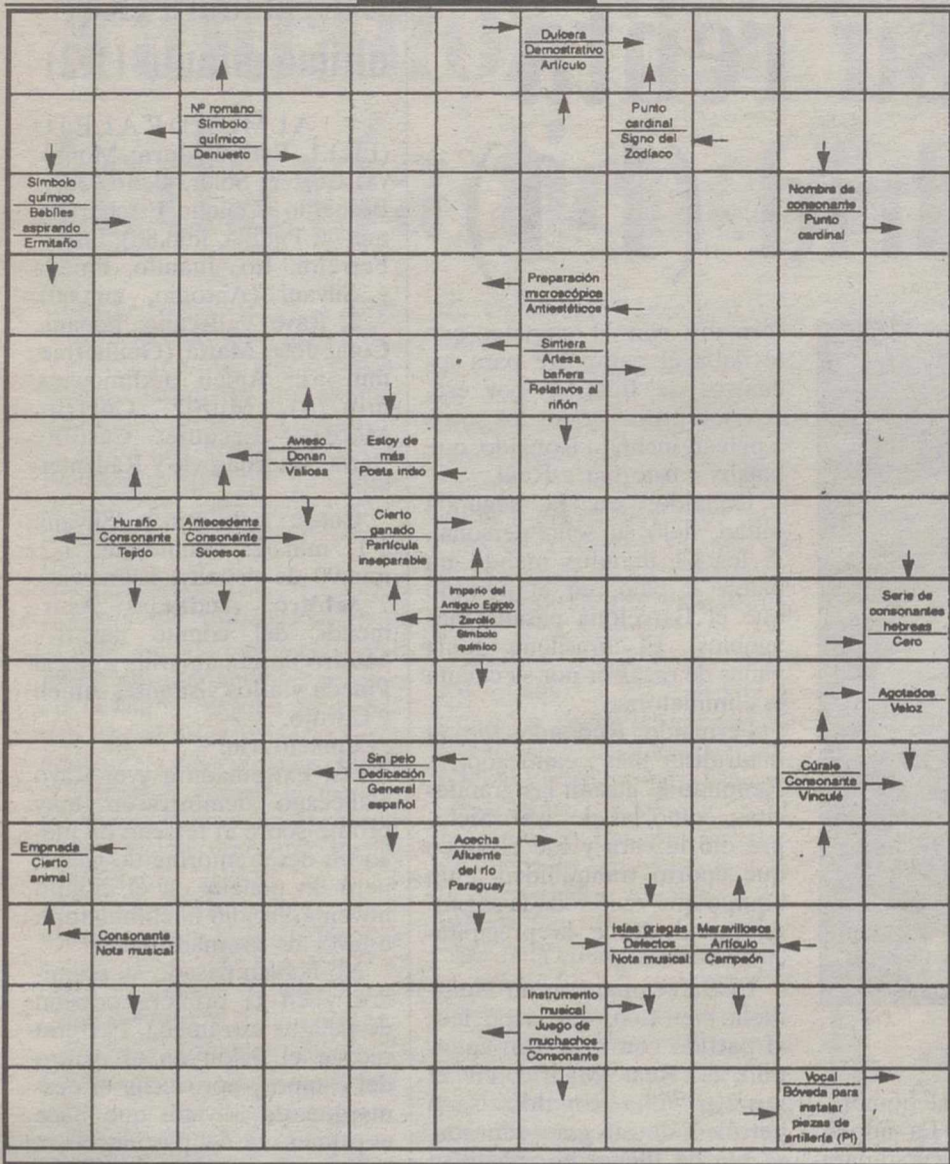 Dulcera
Demostrativo
Artículo
Nº romano
Símbolo
químico
Denuesto
Punto
cardinal
Signo del
Zodíaco
Símbolo
químico
Bebíles
aspirando
Ermitaño
Nombre de
consonante
Punto
cardinal
Preparación
microscópica
Antiestéticos
Sintiera
Artesa,
bañera
Relativos al
riñón
Avieso
Donan
Valiosa
Estoy de
más
Poeta indio
Huraño
Consonante
Tejido
Antecedente
Consonante
Sucesos
Cierto
ganado
Partícula
inseparable
Imperio del
Antiguo Egipto
Zarcillo
Símbolo
químico
Serie de
consonantes
hebreas
Cero
Agotados
Veloz
Sin pelo
Dedicación
General
español
Cúrale
Consonante
Vinculé
Empinada
Cierto
animal
Acecha
Afluente
del río
Paraguay
Consonante
Nota musical
Islas griegas
Defectos
Nota musical
Maravillosos
Artículo
Campeón
Instrumento
musical
Juego de
muchachos
Consonante
Vocal
Bóveda para
instalar
piezas de
artillería (Pl)